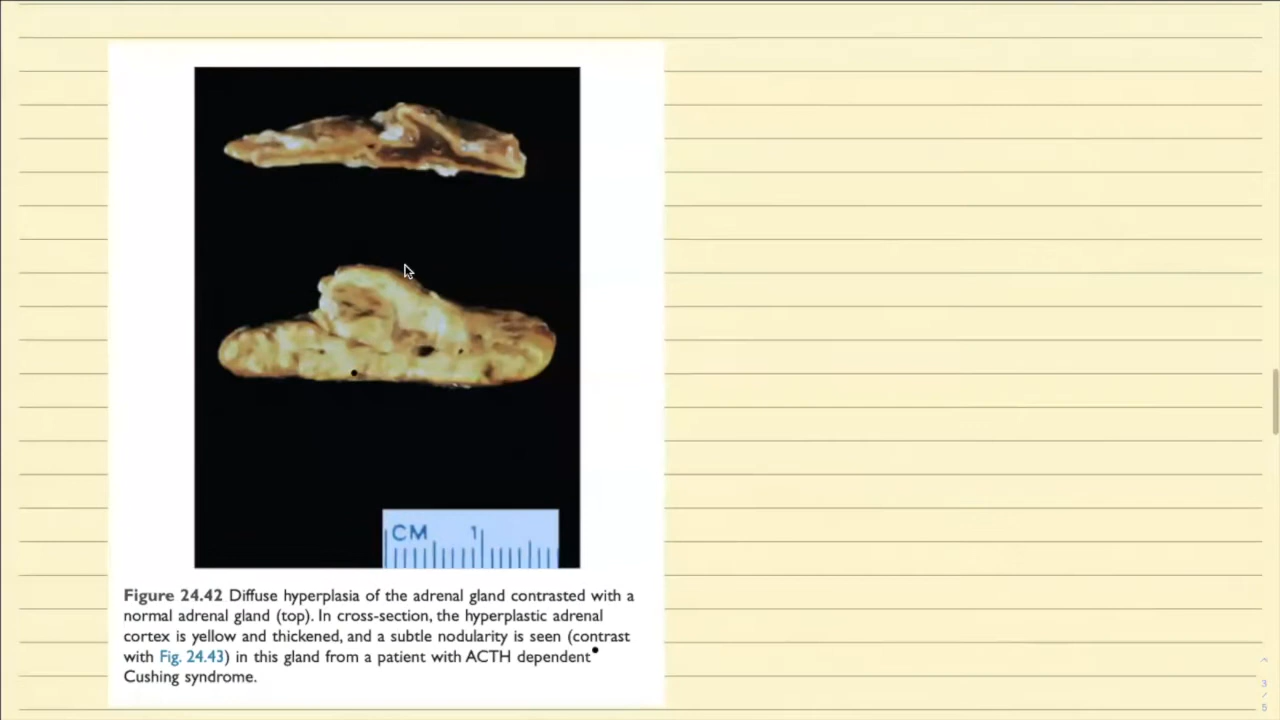 CM 1
Figure 24.42 Diffuse hyperplasia of the adrenal gland contrasted with a
normal adrenal gland (top). In cross-section, the hyperplastic adrenal
cortex is yellow and thickened, and a subtle nodularity is seen (contrast
with Fig. 24.43) in this gland from a patient with ACTH dependent
Cushing syndrome.
3
/
5